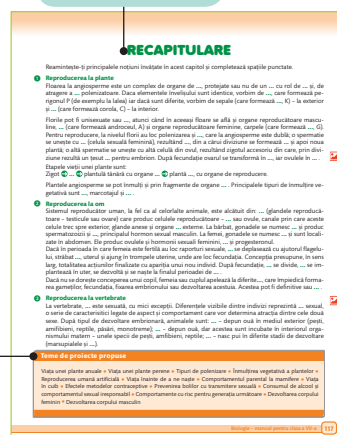 RECAPITULARE
Reamintește-ți principalele noțiuni învățate în acest capitol și completează spațiile punctate.
1 Reproducerea la plante
Floarea la angiosperme este un complex de organe de ..., protejate sau nu de un ... cu rol de ... și, de
atragere a ... polenizatoare. Daca elementele învelișului sunt identice, vorbim de ..., care formează pe-
rigonul P (de exemplu la lalea) iar dacă sunt diferite, vorbim de sepale (care formează ..., K) – la exterior
și ... (care formează corola, C) – la interior.
Florile pot fi unisexuate sau ..., atunci când în aceeași floare se află și organe reproducătoare mascu-
line, ... (care formează androceul, A) și organe reproducătoare feminine, carpele (care formează ..., G).
Pentru reproducere, la nivelul florii au loc polenizarea și ..., care la angiosperme este dublă; o spermatie
se unește cu ... (celula sexuală feminină), rezultând ..., din a cărui diviziune se formează ... și apoi noua
plantă; o altă spermatie se unește cu altă celulă din ovul, rezultând zigotul accesoriu din care, prin divi-
ziune rezultă un țesut ... pentru embrion. După fecundație ovarul se transformă în ..., iar ovulele în ... .
Etapele vieții unei plante sunt:
Zigot ... plantulă tânără cu organe ... plantă ..., cu organe de reproducere.
Plantele angiosperme se pot înmulți și prin fragmente de organe ... . Principalele tipuri de înmulțire ve-
getativă sunt ..., marcotajul și ... .
2 Reproducerea la om
Sistemul reproducător uman, la fel ca al celorlalte animale, este alcătuit din: ... (glandele reproducă-
toare – testicule sau ovare) care produc celulele reproducătoare – ... sau ovule, canale prin care aceste
celule trec spre exterior, glande anexe și organe ... externe. La bărbat, gonadele se numesc ... și produc
spermatozoizi și ..., principalul hormon sexual masculin. La femei, gonadele se numesc ... și sunt locali-
zate în abdomen. Ele produc ovulele și hormonii sexuali feminini, ... și progesteronul.
Dacă în perioada în care femeia este fertilă au loc raporturi sexuale, ... se deplasează cu ajutorul flagelu-
lui, străbat ..., uterul și ajung în trompele uterine, unde are loc fecundația. Concepția presupune, în sens
larg, totalitatea acțiunilor finalizate cu apariția unui nou individ. După fecundație, ... se divide, ... se im-
plantează în uter, se dezvoltă și se naște la finalul perioadei de ... .
Dacă nu se dorește conceperea unui copil, femeia sau cuplul apelează la diferite..., care împiedică forma-
rea gameților, fecundația, fixarea embrionului sau dezvoltarea acestuia. Acestea pot fi definitive sau ... .
3 Reproducerea la vertebrate
La vertebrate, ... este sexuată, cu mici excepții. Diferențele vizibile dintre indivizi reprezintă ... sexual,
o serie de caracteristici legate de aspect și comportament care vor determina atracția dintre cele două
sexe. După tipul de dezvoltare embrionară, animalele sunt: ... – depun ouă în mediul exterior (pești,
amfibieni, reptile, păsări, monotreme); ... – depun ouă, dar acestea sunt incubate în interiorul orga-
nismului matern – unele specii de pești, amfibieni, reptile; ... – nasc pui în diferite stadii de dezvoltare
(marsupialele și ...).
Teme de proiecte propuse
Viața unei plante anuale • Viața unei plante perene • Tipuri de polenizare • Înmulțirea vegetativă a plantelor •
Reproducerea umană artificială • Viața înainte de a ne naște • Comportamentul parental la mamifere • Viața
în cuib • Efectele metodelor contraceptive • Prevenirea bolilor cu transmitere sexuală • Consumul de alcool și
comportamentul sexual iresponsabil • Comportamente cu risc pentru generația următoare • Dezvoltarea corpului
feminin • Dezvoltarea corpului masculin
Biologie – manual pentru clasa a VII-a 117